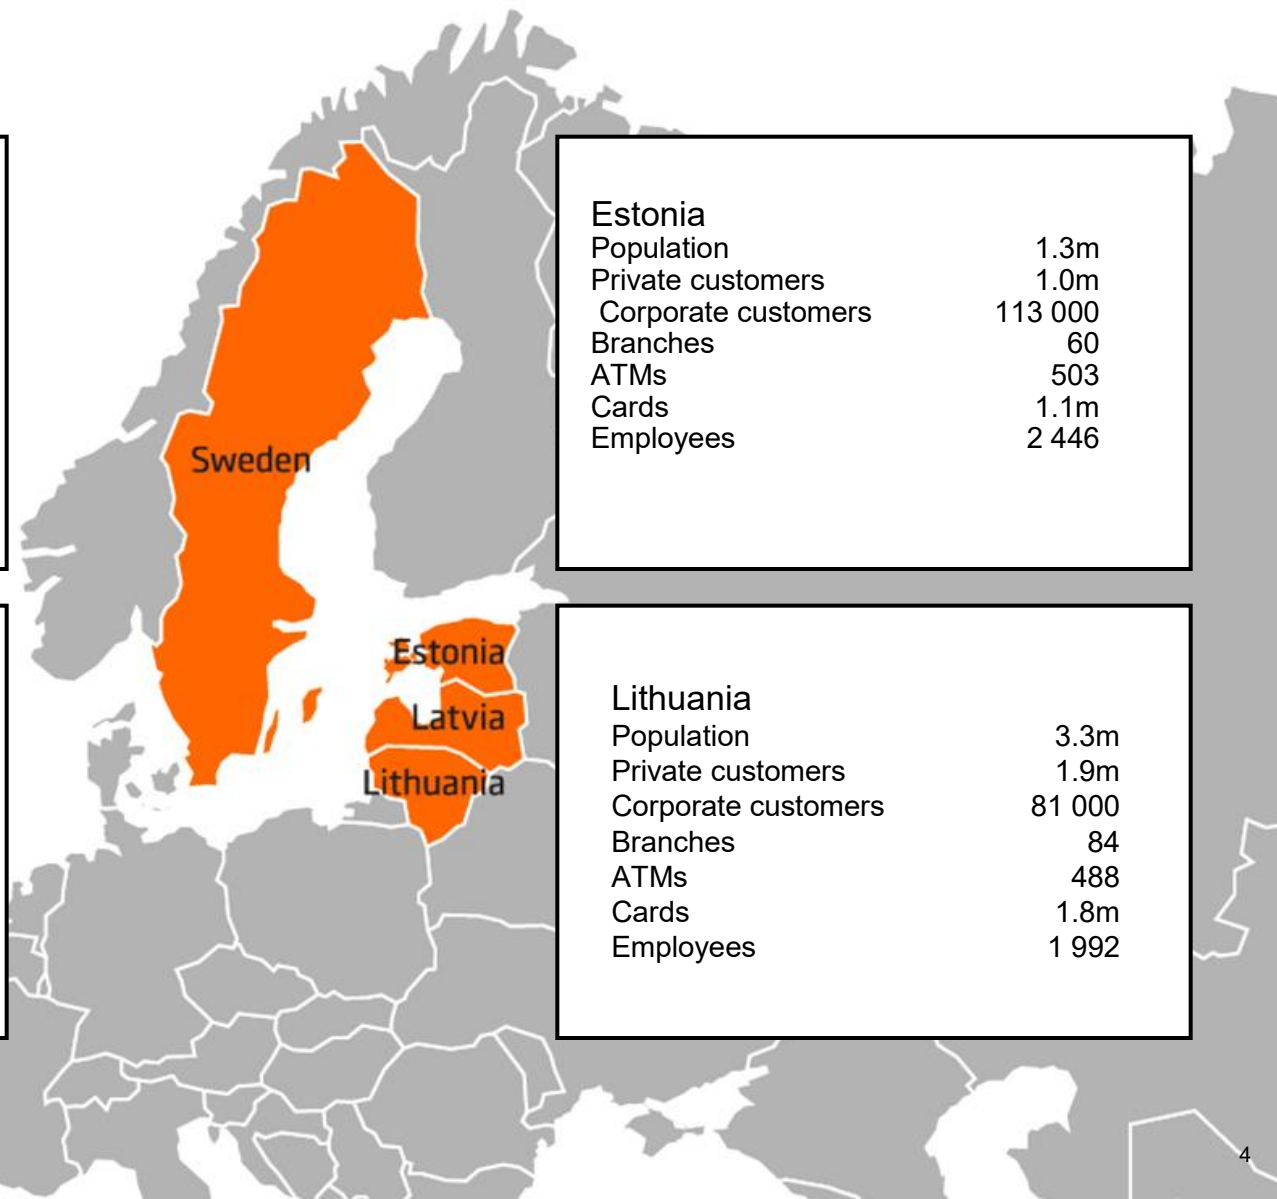 Estonia
Population 1.3m
Private customers 1.0m
Corporate customers 113 000
Branches 60
ATMs 503
Cards 1.1m
Employees 2 446
Sweden
Estonia
Latvia
Lithuania
Lithuania
Population 3.3m
Private customers 1.9m
Corporate customers 81 000
Branches 84
ATMs 488
Cards 1.8m
Employees 1 992
4